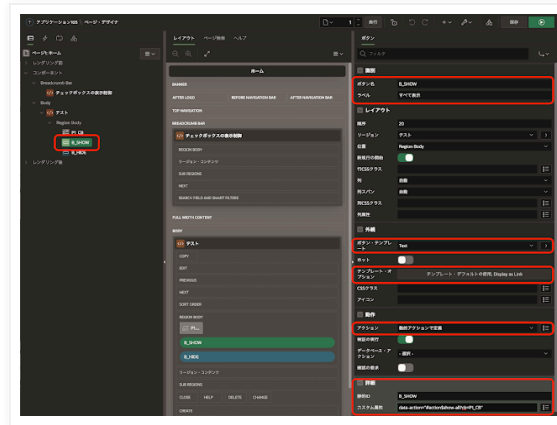 アプリケーション105 \ ページ・デザイナ
1
保存
ページ1: ホーム
レンダリング前
コンポーネント
Breadcrumb Bar
チェックボックスの表示制御
Body
テスト
Region Body
P1_CB
B_SHOW
B_HIDE
レンダリング後
レイアウト ページ検索 ヘルプ
ホーム
BANNER
AFTER LOGO BEFORE NAVIGATION BAR AFTER NAVIGATION BAR
TOP NAVIGATION
BREADCRUMB BAR
チェックボックスの表示制御
REGION BODY
リージョン・コンテンツ
SUB REGIONS
NEXT
SEARCH FIELD AND SMART FILTERS
FULL WIDTH CONTENT
BODY
テスト
COPY
EDIT
PREVIOUS
NEXT
SORT ORDER
REGION BODY
P1_...
B_SHOW
B_HIDE
リージョン・コンテンツ
SUB REGIONS
CLOSE HELP DELETE CHANGE
CREATE
ボタン
フィルタ
識別
ボタン名 B_SHOW
ラベル すべて表示
レイアウト
順序 20
リージョン テスト
位置 Region Body
新規行の開始
行CSSクラス
列 自動
列スパン 自動
列CSSクラス
列属性
外観
ボタン・テンプレート Text
ホット
テンプレート・オプション テンプレート・デフォルトの使用, Display as Link
CSSクラス
アイコン
動作
アクション 動的アクションで定義
検証の実行
データベース・アクション - 選択 -
確認の要求
詳細
静的ID B_SHOW
カスタム属性 data-action="#action$show-all?cb=P1_CB"